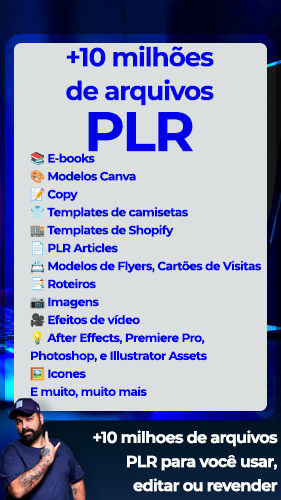 +10 milhões
de arquivos
PLR
📚 E-books
🎨 Modelos Canva
📝 Copy
👕 Templates de camisetas
🏬 Templates de Shopify
📄 PLR Articles
📇 Modelos de Flyers, Cartões de Visitas
📑 Roteiros
📷 Imagens
🎥 Efeitos de vídeo
💡 After Effects, Premiere Pro,
Photoshop, e Illustrator Assets
🖼️ Icones
E muito, muito mais
+10 milhoes de arquivos
PLR para você usar,
editar ou revender